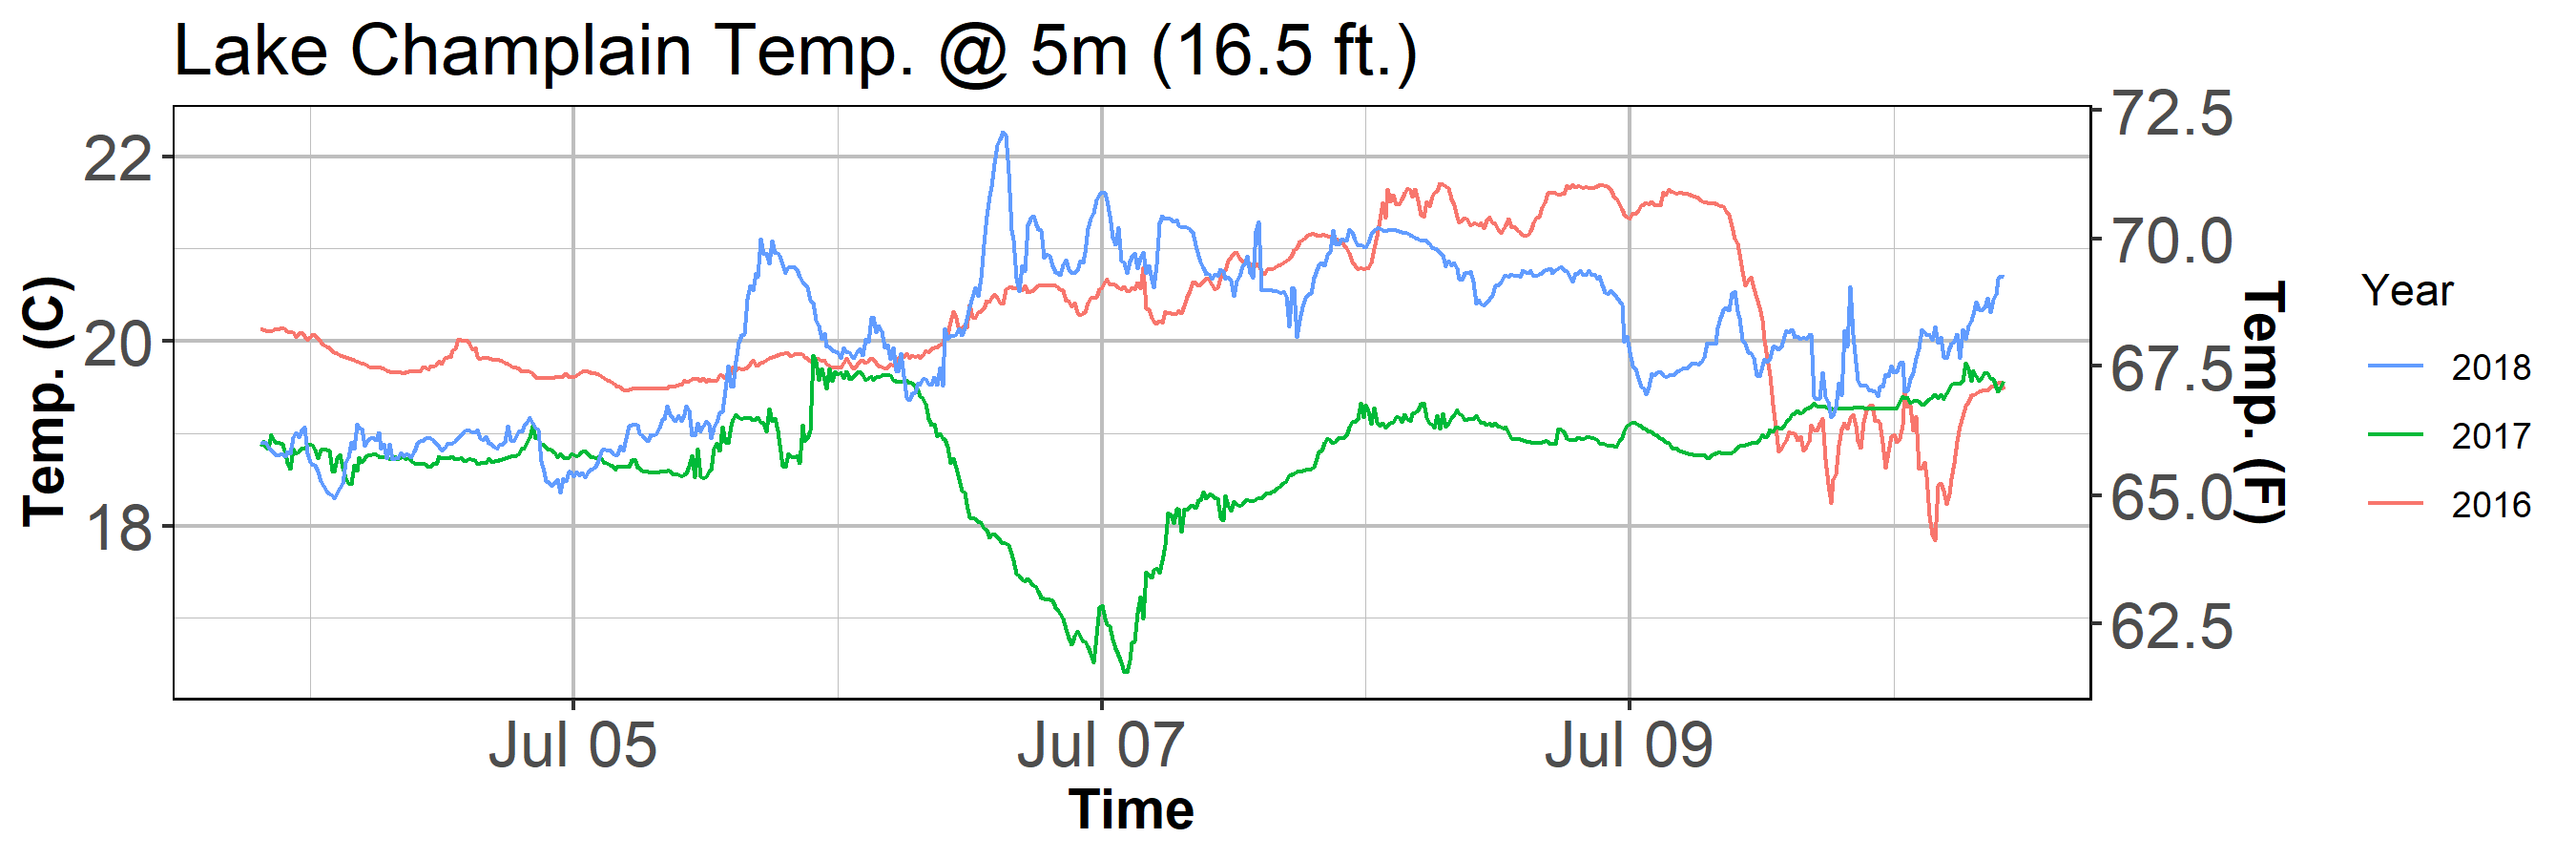 Lake Champlain Temp. @ 5m (16.5 ft.)
Temp. (C)
22
20
18
72.5
70.0
67.5
65.0
62.5
Temp. (F)
Jul 05
Jul 07
Jul 09
Time
Year
2018
2017
2016